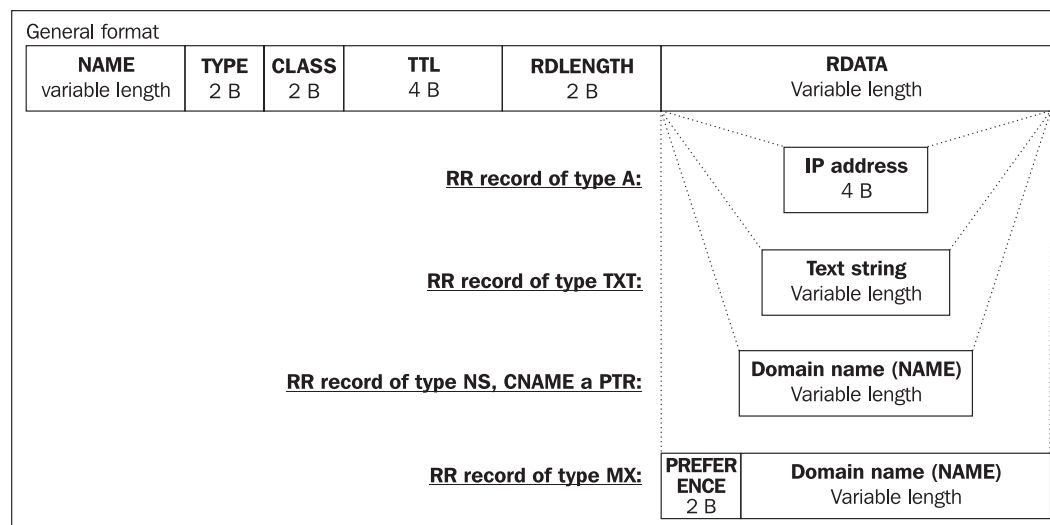 General format
NAME TYPE CLASS TTL RDLENGTH RDATA
variable length 2 B 2 B 4 B 2 B Variable length
RR record of type A:
IP address
4 B
RR record of type TXT:
Text string
Variable length
RR record of type NS, CNAME a PTR:
Domain name (NAME)
Variable length
RR record of type MX:
PREFER
ENCE
2 B
Domain name (NAME)
Variable length